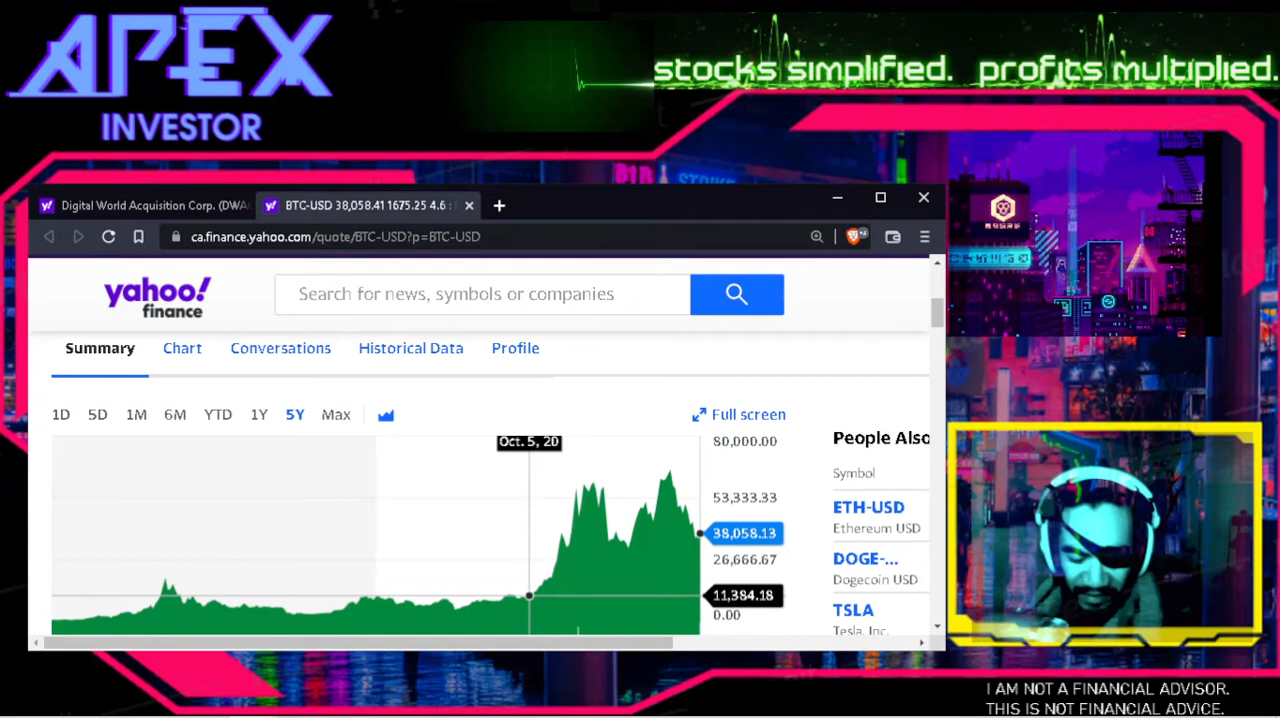 APEX
INVESTOR
stocks simplified. profits multiplied.
Digital World Acquisition Corp. (DWAC
BTC-USD 38,058.41 1675.25 4.6 :
ca.finance.yahoo.com/quote/BTC-USD?p=BTC-USD
yahoo!
finance
Search for news, symbols or companies
Summary Chart Conversations Historical Data Profile
1D 5D 1M 6M YTD 1Y 5Y Max
Full screen
Oct. 5, 20
80,000.00
53,333.33
38,058.13
26,666.67
11,384.18
0.00
People Also
Symbol
ETH-USD
Ethereum USD
DOGE-...
Dogecoin USD
TSLA
Tesla, Inc.
I AM NOT A FINANCIAL ADVISOR.
THIS IS NOT FINANCIAL ADVICE.